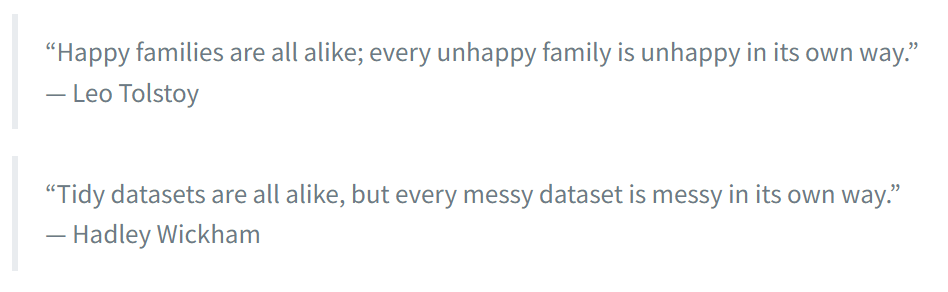 “Happy families are all alike; every unhappy family is unhappy in its own way.”
— Leo Tolstoy
“Tidy datasets are all alike, but every messy dataset is messy in its own way.”
— Hadley Wickham